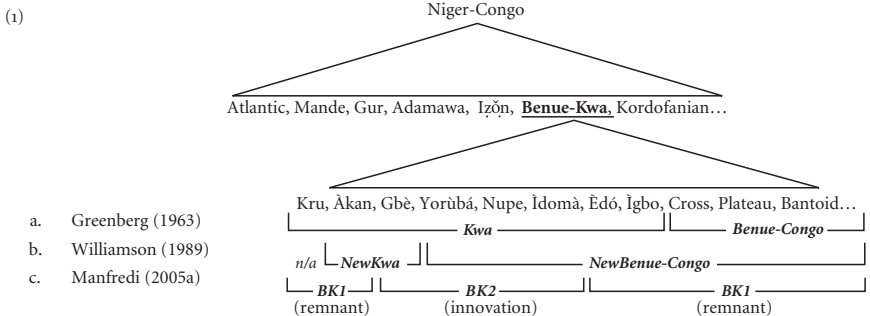 (1)
Niger-Congo
Atlantic, Mande, Gur, Adamawa, Ịzọ̌n, Benue-Kwa, Kordofanian…
Kru, Àkan, Gbè, Yorùbá, Nupe, Ìdomà, Èdó, Ìgbo, Cross, Plateau, Bantoid…
a. Greenberg (1963) Kwa Benue-Congo
b. Williamson (1989) n/a NewKwa NewBenue-Congo
c. Manfredi (2005a) BK1 BK2 BK1
(remnant) (innovation) (remnant)